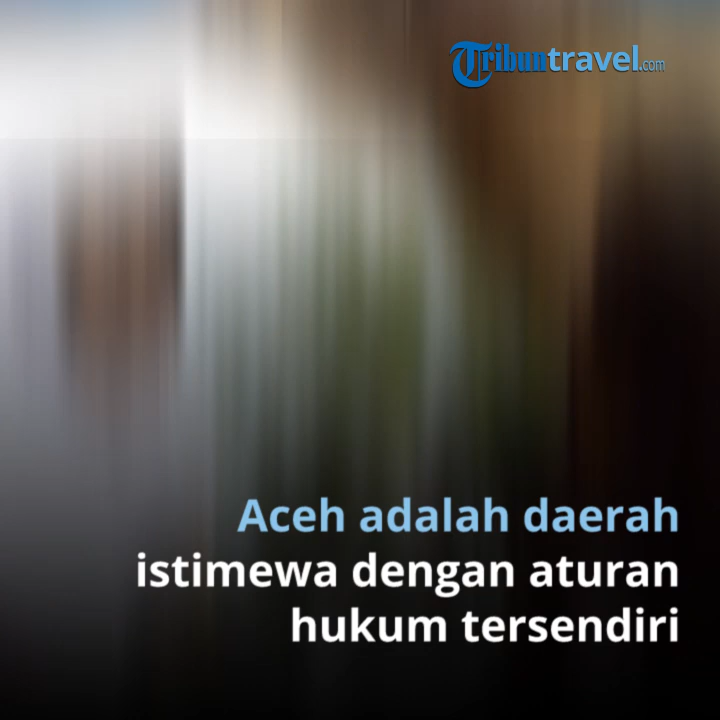 Tribuntravel.com
Aceh adalah daerah
istimewa dengan aturan
hukum tersendiri